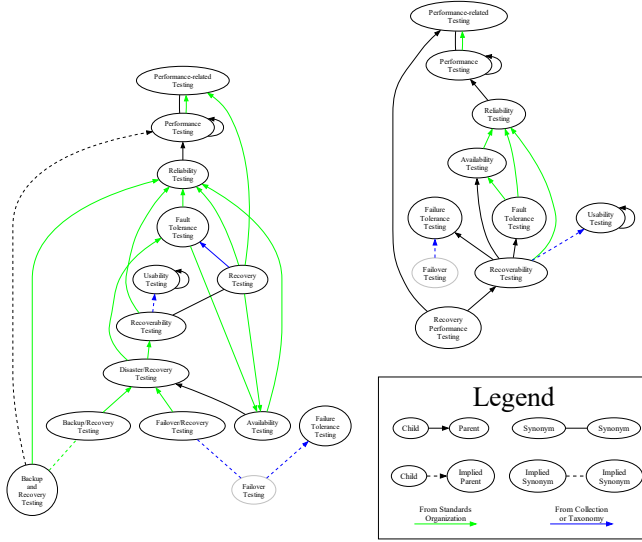 Performance-related
Testing
Performance
Testing
Reliability
Testing
Fault
Tolerance
Testing
Usability
Testing
Recovery
Testing
Recoverability
Testing
Disaster/Recovery
Testing
Backup/Recovery
Testing
Failover/Recovery
Testing
Availability
Testing
Failure
Tolerance
Testing
Backup
and
Recovery
Testing
Failover
Testing
Performance-related
Testing
Performance
Testing
Reliability
Testing
Availability
Testing
Failure
Tolerance
Testing
Fault
Tolerance
Testing
Usability
Testing
Failover
Testing
Recoverability
Testing
Recovery
Performance
Testing
Legend
Child
Parent
Synonym
Synonym
Child
Implied
Parent
Implied
Synonym
Implied
Synonym
From Standards
Organization
From Collection
or Taxonomy